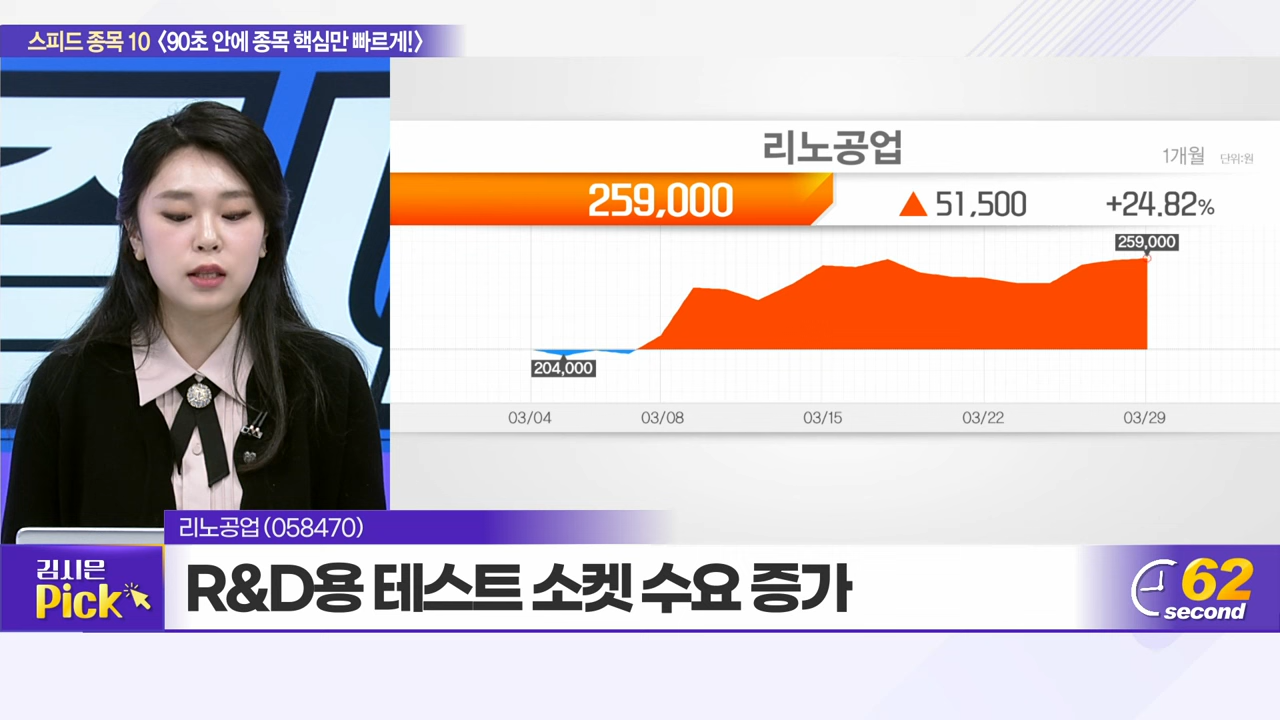 스피드 종목 10 <90초 안에 종목 핵심만 빠르게!>
리노공업
1개월 단위:원
259,000 ▲ 51,500 +24.82%
259,000
204,000
03/04 03/08 03/15 03/22 03/29
리노공업(058470)
김시은
Pick
R&D용 테스트 소켓 수요 증가
62
second